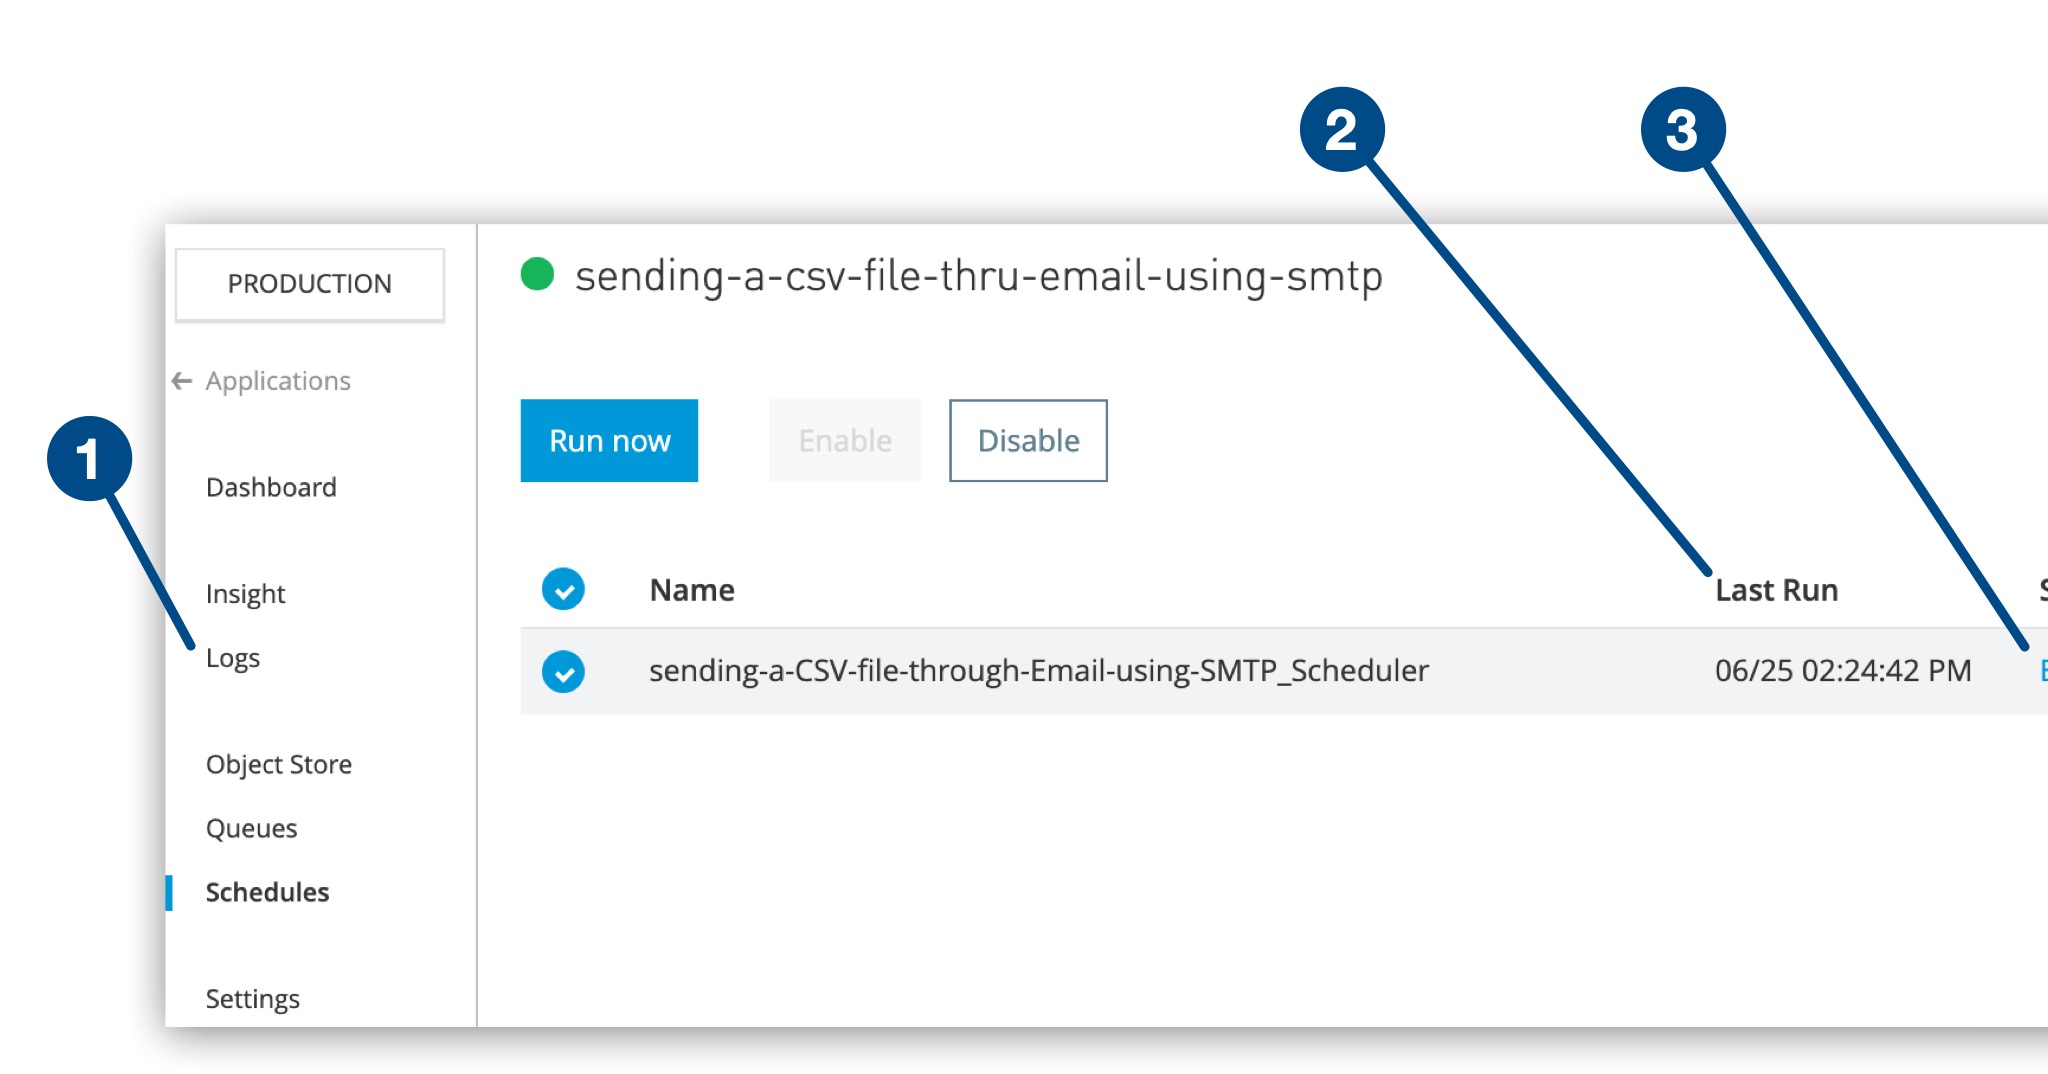 2
3
PRODUCTION
sending-a-csv-file-thru-email-using-smtp
Applications
1
Run now
Enable
Disable
Dashboard
Insight
Logs
Object Store
Queues
Schedules
Settings
Name
Last Run
sending-a-CSV-file-through-Email-using-SMTP_Scheduler
06/25 02:24:42 PM